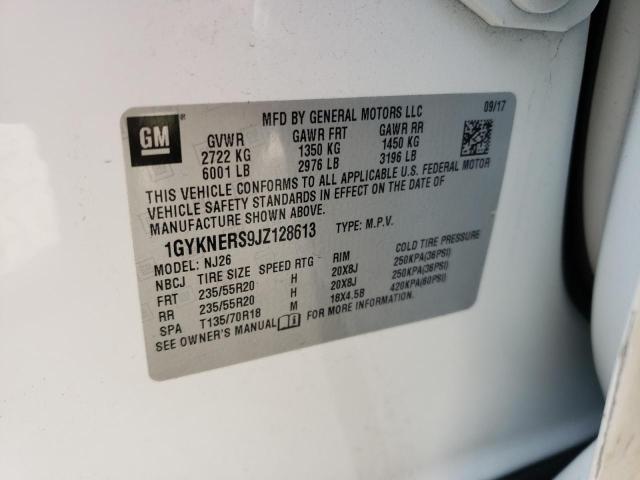 MFD BY GENERAL MOTORS LLC 09/17
GM®
GVWR GAWR FRT GAWR RR
2722 KG 1350 KG 1450 KG
6001 LB 2976 LB 3196 LB
THIS VEHICLE CONFORMS TO ALL APPLICABLE U.S. FEDERAL MOTOR
VEHICLE SAFETY STANDARDS IN EFFECT ON THE DATE OF
MANUFACTURE SHOWN ABOVE.
1GYKNERS9JZ128613 TYPE: M.P.V.
MODEL: NJ26
NBCJ TIRE SIZE SPEED RTG RIM COLD TIRE PRESSURE
FRT 235/55R20 H 20X8J 250KPA(36PSI)
RR 235/55R20 H 20X8J 250KPA(36PSI)
SPA T135/70R18 M 18X4.5B 420KPA(60PSI)
SEE OWNER'S MANUAL FOR MORE INFORMATION.